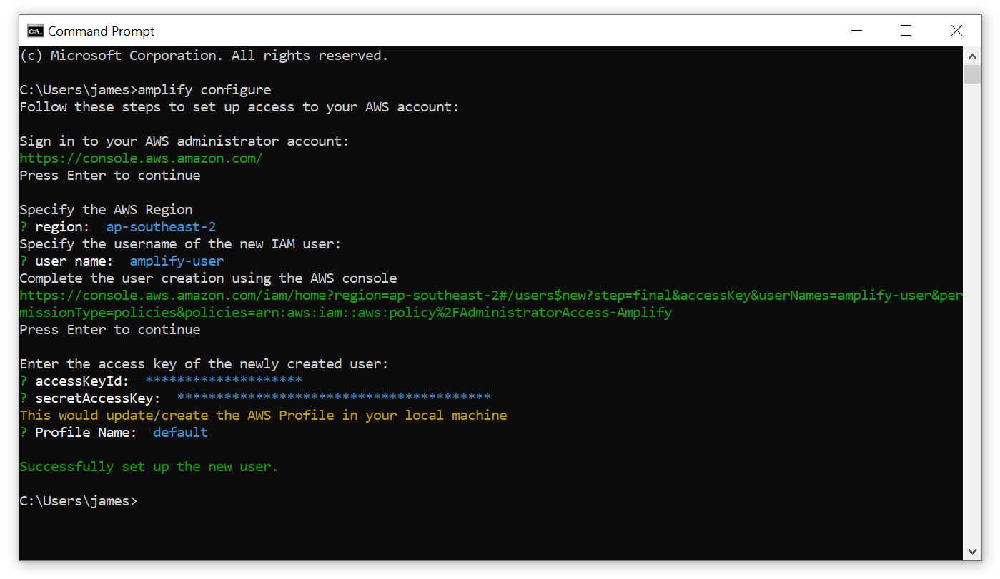 Command Prompt
(c) Microsoft Corporation. All rights reserved.
C:\Users\james>amplify configure
Follow these steps to set up access to your AWS account:
Sign in to your AWS administrator account:
https://console.aws.amazon.com/
Press Enter to continue
Specify the AWS Region
? region:  ap-southeast-2
Specify the username of the new IAM user:
? user name:  amplify-user
Complete the user creation using the AWS console
https://console.aws.amazon.com/iam/home?region=ap-southeast-2#/users$new?step=final&accessKey&userNames=amplify-user&per
missionType=policies&policies=arn:aws:iam::aws:policy%2FAdministratorAccess-Amplify
Press Enter to continue
Enter the access key of the newly created user:
? accessKeyId:  ********************
? secretAccessKey:  ****************************************
This would update/create the AWS Profile in your local machine
? Profile Name:  default
Successfully set up the new user.
C:\Users\james>